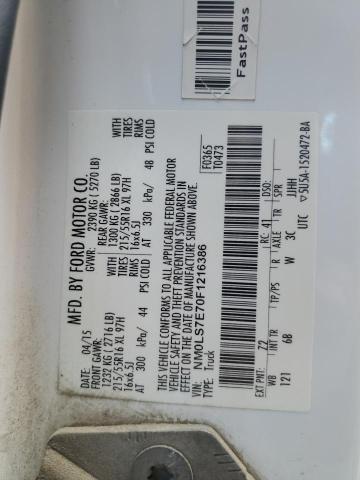 MFD. BY FORD MOTOR CO.
DATE: 04/15 GVWR: 2390 KG ( 5270 LB)
FRONT GAWR: REAR GAWR:
1232 KG ( 2716 LB) WITH 1300 KG ( 2866 LB) WITH
215/55R16 XL 97H TIRES 215/55R16 XL 97H TIRES
16x6.5J RIMS 16x6.5J RIMS
AT 300 kPa/ 44 PSI COLD AT 330 kPa/ 48 PSI COLD
THIS VEHICLE CONFORMS TO ALL APPLICABLE FEDERAL MOTOR
VEHICLE SAFETY AND THEFT PREVENTION STANDARDS IN
EFFECT ON THE DATE OF MANUFACTURE SHOWN ABOVE.
VIN: NM0LS7E70F1216386
TYPE: Truck
F0365
T0473
EXT PNT: Z2 RC: 41 DSO:
WB INT TR TP/PS R AXLE TR SPR
121 6B W 3C JJHH
UTC 5U5A-1520472-BA
FastPass